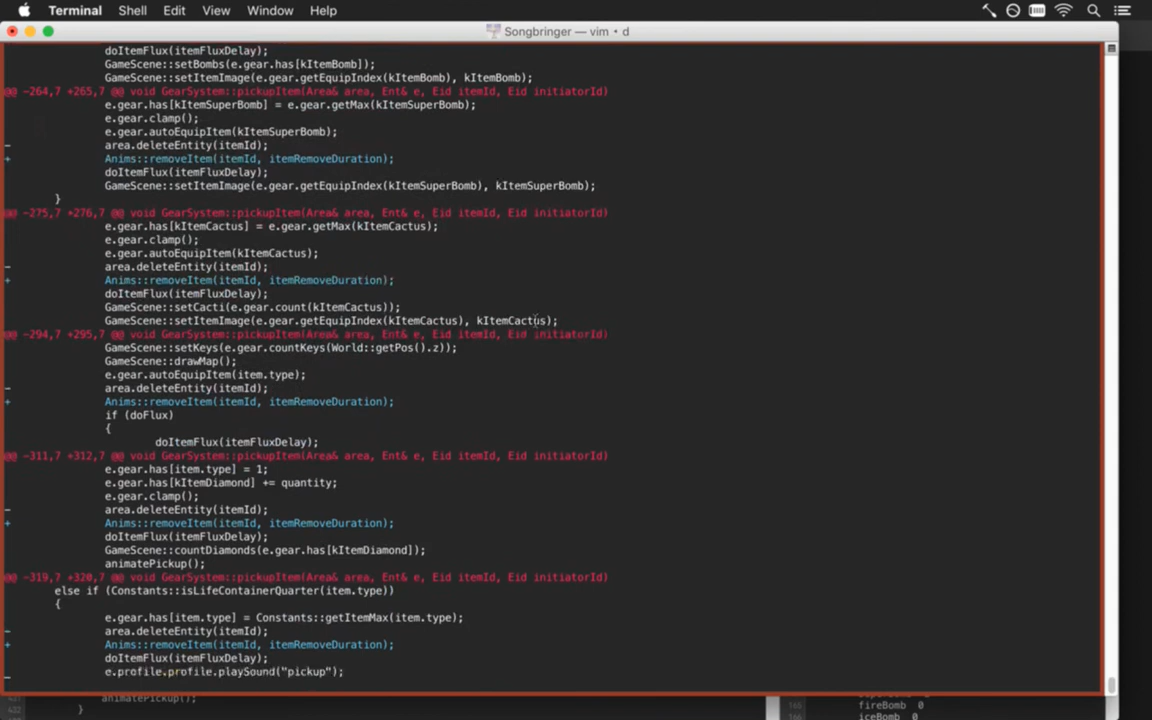 Terminal Shell Edit View Window Help
Songbringer — vim • d
doItemFlux(itemFluxDelay);
GameScene::setBombs(e.gear.has[kItemBomb]);
GameScene::setItemImage(e.gear.getEquipIndex(kItemBomb), kItemBomb);
@@ -264,7 +265,7 @@ void GearSystem::pickupItem(Area& area, Ent& e, Eid itemId, Eid initiatorId)
e.gear.has[kItemSuperBomb] = e.gear.getMax(kItemSuperBomb);
e.gear.clamp();
e.gear.autoEquipItem(kItemSuperBomb);
- area.deleteEntity(itemId);
+ Anims::removeItem(itemId, itemRemoveDuration);
doItemFlux(itemFluxDelay);
GameScene::setItemImage(e.gear.getEquipIndex(kItemSuperBomb), kItemSuperBomb);
}
@@ -275,7 +276,7 @@ void GearSystem::pickupItem(Area& area, Ent& e, Eid itemId, Eid initiatorId)
e.gear.has[kItemCactus] = e.gear.getMax(kItemCactus);
e.gear.clamp();
e.gear.autoEquipItem(kItemCactus);
- area.deleteEntity(itemId);
+ Anims::removeItem(itemId, itemRemoveDuration);
doItemFlux(itemFluxDelay);
GameScene::setCacti(e.gear.count(kItemCactus));
GameScene::setItemImage(e.gear.getEquipIndex(kItemCactus), kItemCactus);
@@ -294,7 +295,7 @@ void GearSystem::pickupItem(Area& area, Ent& e, Eid itemId, Eid initiatorId)
GameScene::setKeys(e.gear.countKeys(World::getPos().z));
GameScene::drawMap();
e.gear.autoEquipItem(item.type);
- area.deleteEntity(itemId);
+ Anims::removeItem(itemId, itemRemoveDuration);
if (doFlux)
{
doItemFlux(itemFluxDelay);
@@ -311,7 +312,7 @@ void GearSystem::pickupItem(Area& area, Ent& e, Eid itemId, Eid initiatorId)
e.gear.has[item.type] = 1;
e.gear.has[kItemDiamond] += quantity;
e.gear.clamp();
- area.deleteEntity(itemId);
+ Anims::removeItem(itemId, itemRemoveDuration);
doItemFlux(itemFluxDelay);
GameScene::countDiamonds(e.gear.has[kItemDiamond]);
animatePickup();
@@ -319,7 +320,7 @@ void GearSystem::pickupItem(Area& area, Ent& e, Eid itemId, Eid initiatorId)
else if (Constants::isLifeContainerQuarter(item.type))
{
e.gear.has[item.type] = Constants::getItemMax(item.type);
- area.deleteEntity(itemId);
+ Anims::removeItem(itemId, itemRemoveDuration);
doItemFlux(itemFluxDelay);
e.profile.profile.playSound("pickup");
animatePickup();
432 }
165 fireBomb 0
166 iceBomb 0